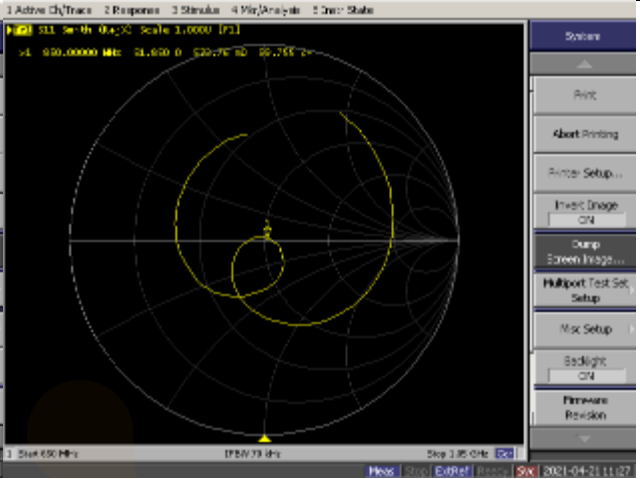 1 Active Ch/Trace 2 Response 3 Stimulus 4 Mkr/Analysis 5 Instr State
S11 Smith (R+jX) Scale 1.000U [F1]
>1 850.00000 MHz
System
Print
Abort Printing
Printer Setup...
Invert Image
ON
Dump
Screen Image...
Multiport Test Set
Setup
Misc Setup
Backlight
ON
Firmware
Revision
1 Start 650 MHz IFBW 70 kHz Stop 1.05 GHz
Meas Stop ExtRef Ready Svc 2021-04-21 11:27